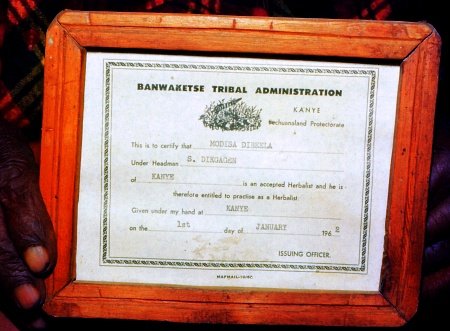 BANWAKETSE TRIBAL ADMINISTRATION
KANYE
Bechuanaland Protectorate
This is to certify that MODISA DIBEELA
Under Headman S. DIKGAGEN
of KANYE is an accepted Herbalist and he is
therefore entitled to practise as a Herbalist.
Given under my hand at KANYE
on the 1st day of JANUARY 1962
ISSUING OFFICER.